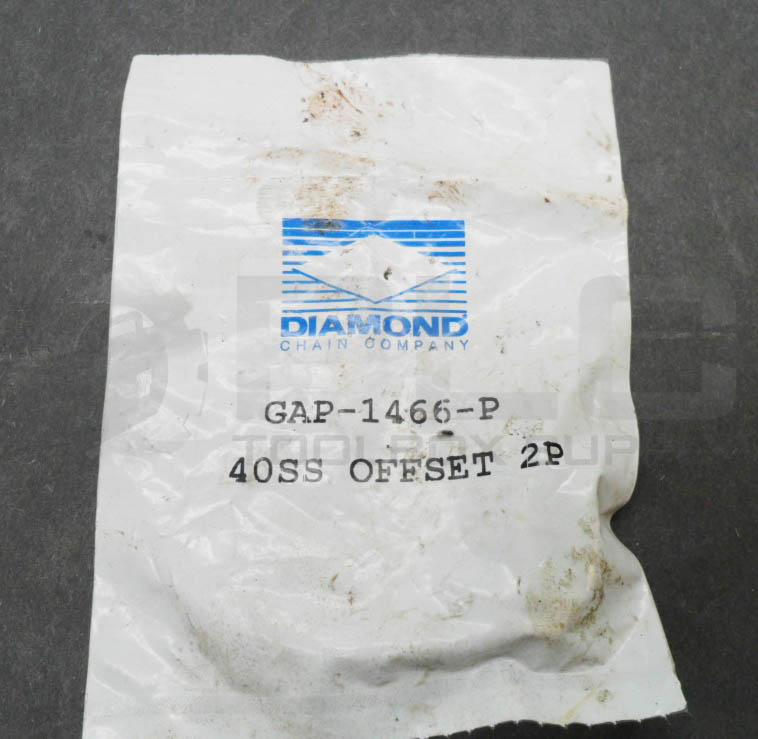 DIAMOND
CHAIN COMPANY
GAP-1466-P
40SS OFFSET 2P